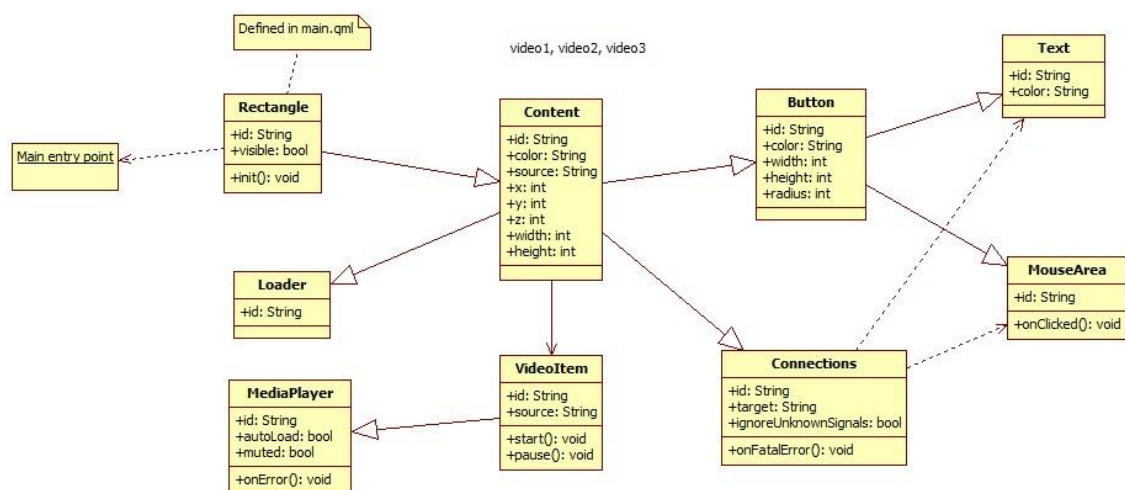 Defined in main.qml
video1, video2, video3
Text
+id: String
+color: String
Rectangle
+id: String
+visible: bool
+init(): void
Content
+id: String
+color: String
+source: String
+x: int
+y: int
+z: int
+width: int
+height: int
Button
+id: String
+color: String
+width: int
+height: int
+radius: int
Main entry point
Loader
+id: String
MouseArea
+id: String
+onClicked(): void
MediaPlayer
+id: String
+autoLoad: bool
+muted: bool
+onError(): void
VideoItem
+id: String
+source: String
+start(): void
+pause(): void
Connections
+id: String
+target: String
+ignoreUnknownSignals: bool
+onFatalError(): void